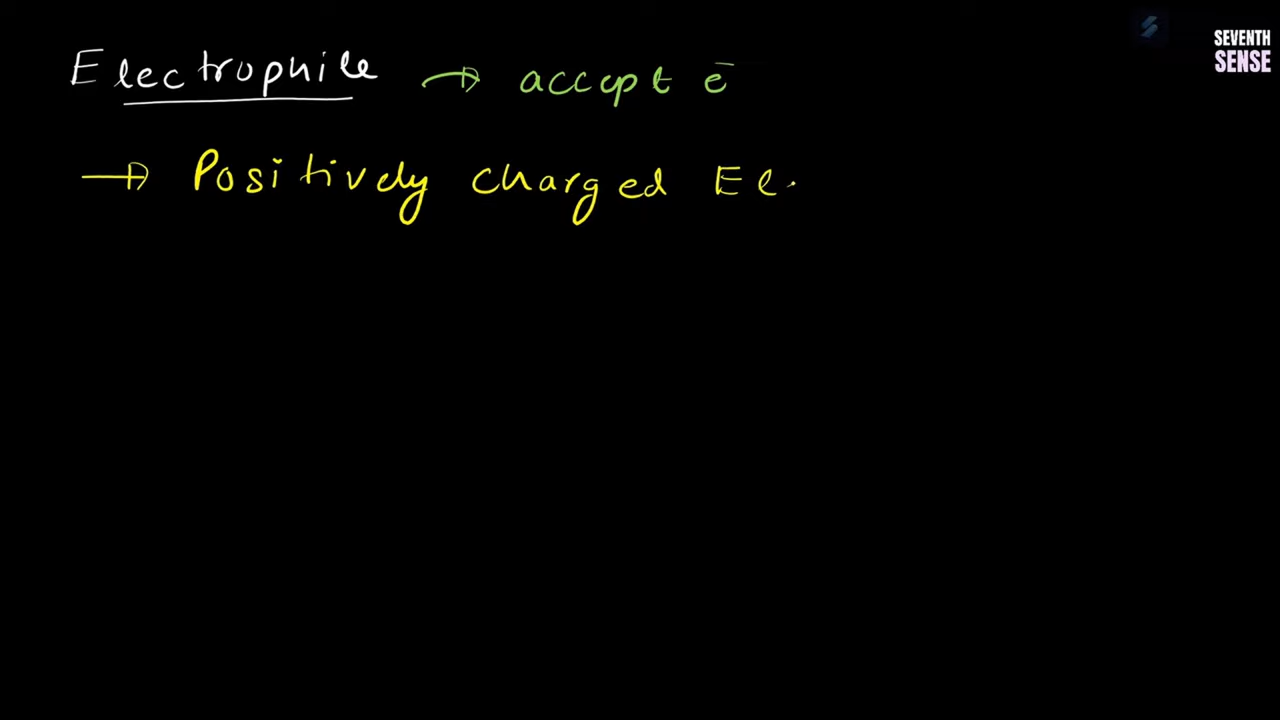 Electrophile → accept e⁻
→ Positively charged El.
SEVENTH
SENSE